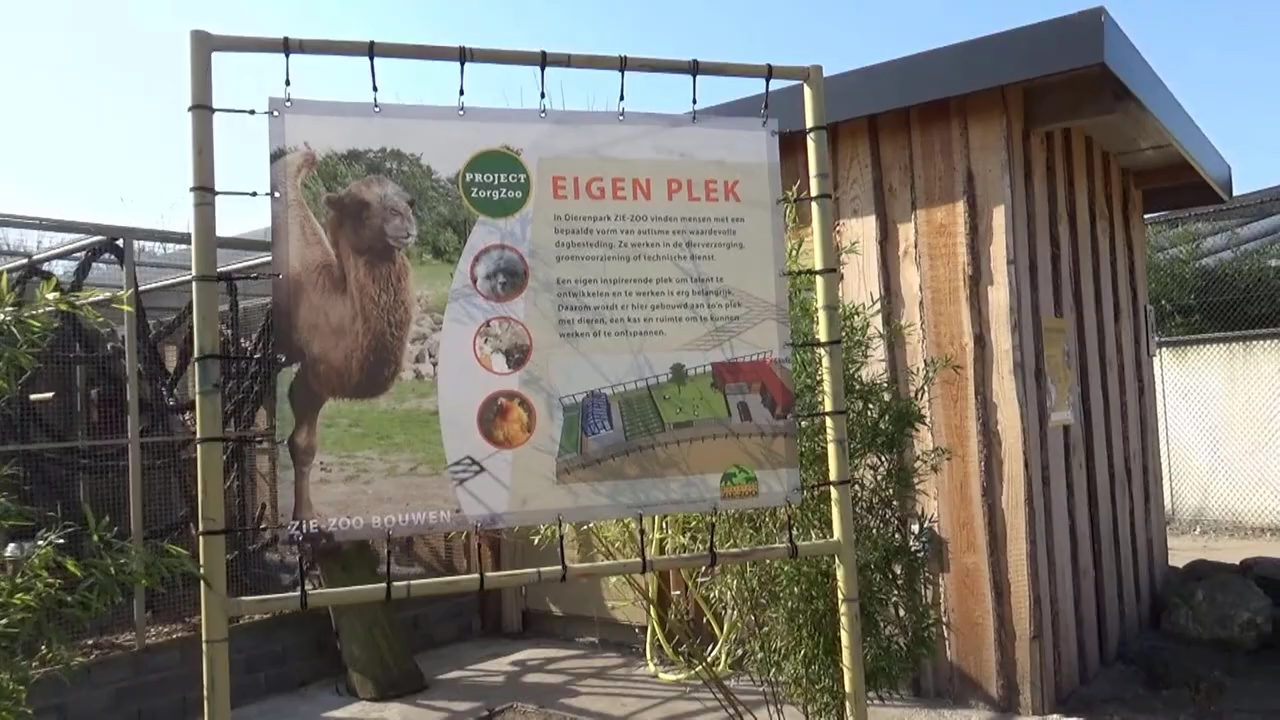 PROJECT
ZorgZoo
EIGEN PLEK
In Dierenpark ZIE-ZOO vinden mensen met een
bepaalde vorm van autisme een waardevolle
dagbesteding. Ze werken in de dierverzorging,
groenvoorziening of technische dienst.
Een eigen inspirerende plek om talent te
ontwikkelen en te werken is erg belangrijk.
Daarom wordt er hier gebouwd aan zo'n plek
met dieren, een kas en ruimte om te kunnen
werken of te ontspannen.
ZIE-ZOO
ZIE-ZOO BOUWEN